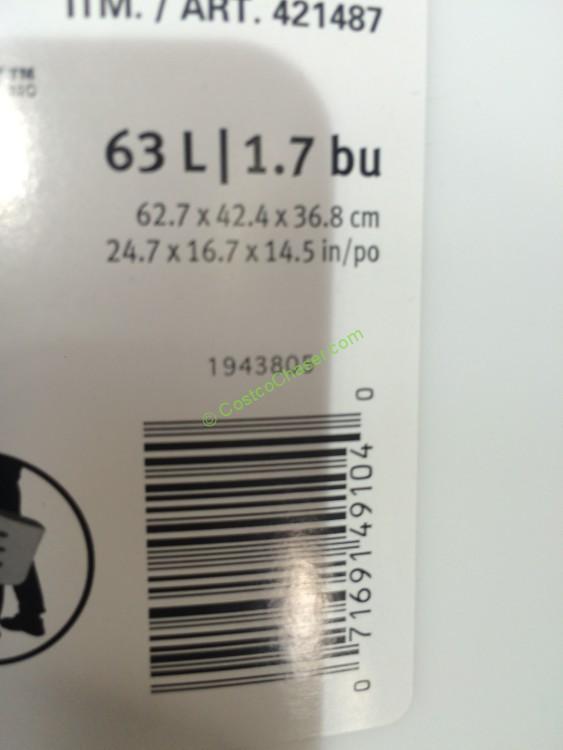 ITM. / ART. 421487
TM
63 L | 1.7 bu
62.7 x 42.4 x 36.8 cm
24.7 x 16.7 x 14.5 in/po
1943805
© CostcoChaser.com
0 71691 49104 0